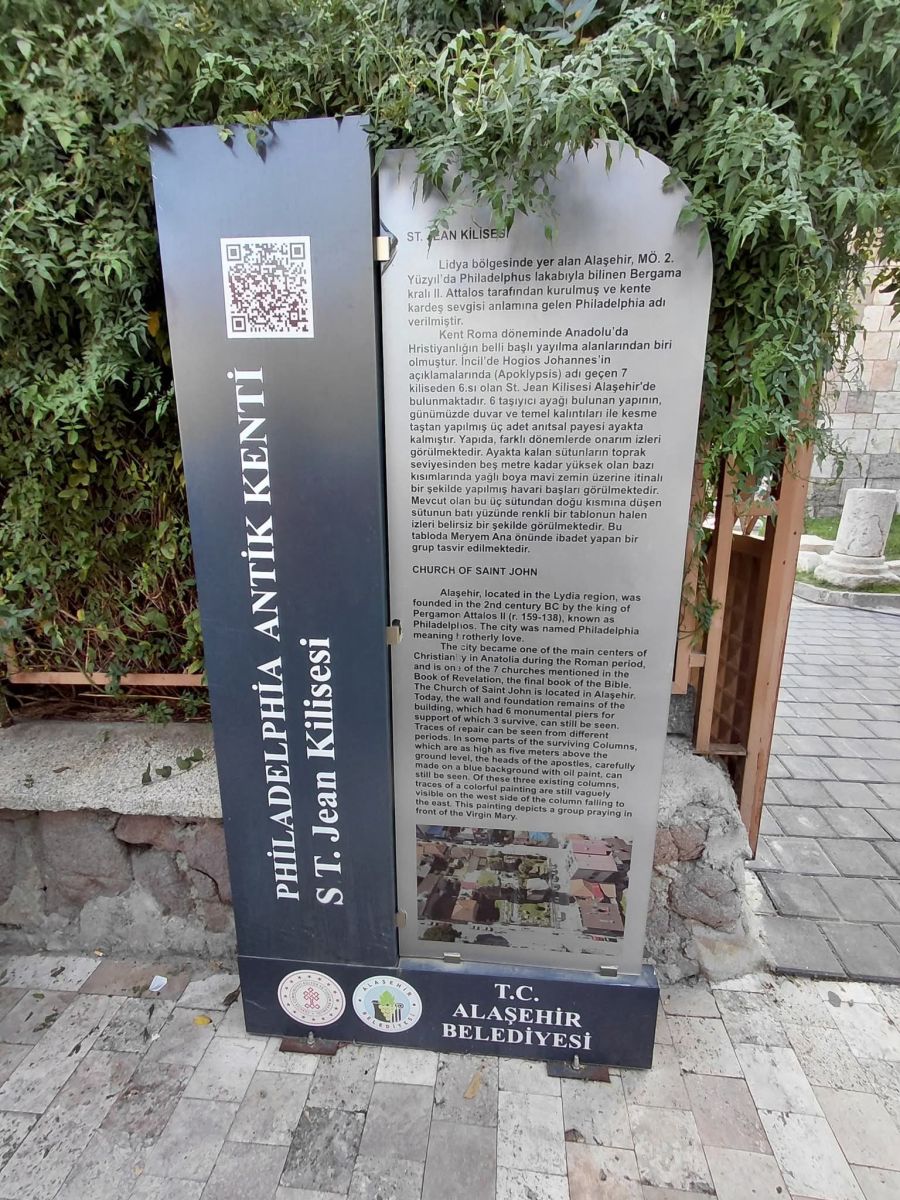 PHİLADELPHİA ANTİK KENTİ
S T. Jean Kilisesi
ST. JEAN KILISESI
Lidya bölgesinde yer alan Alaşehir, MÖ. 2.
Yüzyıl'da Philadelphus lakabıyla bilinen Bergama
kralı II. Attalos tarafından kurulmuş ve kente
kardeş sevgisi anlamına gelen Philadelphia adı
verilmiştir.
Kent Roma döneminde Anadolu'da
Hristiyanlığın belli başlı yayılma alanlarından biri
olmuştur. İncil'de Hogios Johannes'in
açıklamalarında (Apoklypsis) adı geçen 7
kiliseden 6.sı olan St. Jean Kilisesi Alaşehir'de
bulunmaktadır. 6 taşıyıcı ayağı bulunan yapının,
günümüzde duvar ve temel kalıntıları ile kesme
taştan yapılmış üç adet anıtsal payesi ayakta
kalmıştır. Yapıda, farklı dönemlerde onarım izleri
görülmektedir. Ayakta kalan sütunların toprak
seviyesinden beş metre kadar yüksek olan bazı
kısımlarında yağlı boya mavi zemin üzerine itinalı
bir şekilde yapılmış havari başları görülmektedir.
Mevcut olan bu üç sütundan doğu kısmına düşen
sütunun batı yüzünde renkli bir tablonun halen
izleri belirsiz bir şekilde görülmektedir. Bu
tabloda Meryem Ana önünde ibadet yapan bir
grup tasvir edilmektedir.
CHURCH OF SAINT JOHN
Alaşehir, located in the Lydia region, was
founded in the 2nd century BC by the king of
Pergamon Attalos II (r. 159-138), known as
Philadelphos. The city was named Philadelphia
meaning brotherly love.
The city became one of the main centers of
Christianity in Anatolia during the Roman period,
and is one of the 7 churches mentioned in the
Book of Revelation, the final book of the Bible.
The Church of Saint John is located in Alaşehir.
Today, the wall and foundation remains of the
building, which had 6 monumental piers for
support of which 3 survive, can still be seen.
Traces of repair can be seen from different
periods. In some parts of the surviving Columns,
which are as high as five meters above the
ground level, the heads of the apostles, carefully
made on a blue background with oil paint, can
still be seen. Of these three existing columns,
traces of a colorful painting are still vaguely
visible on the west side of the column falling to
the east. This painting depicts a group praying in
front of the Virgin Mary.
ALAŞEHİR
BELEDİYESİ
T.C.
ALAŞEHİR
BELEDİYESİ